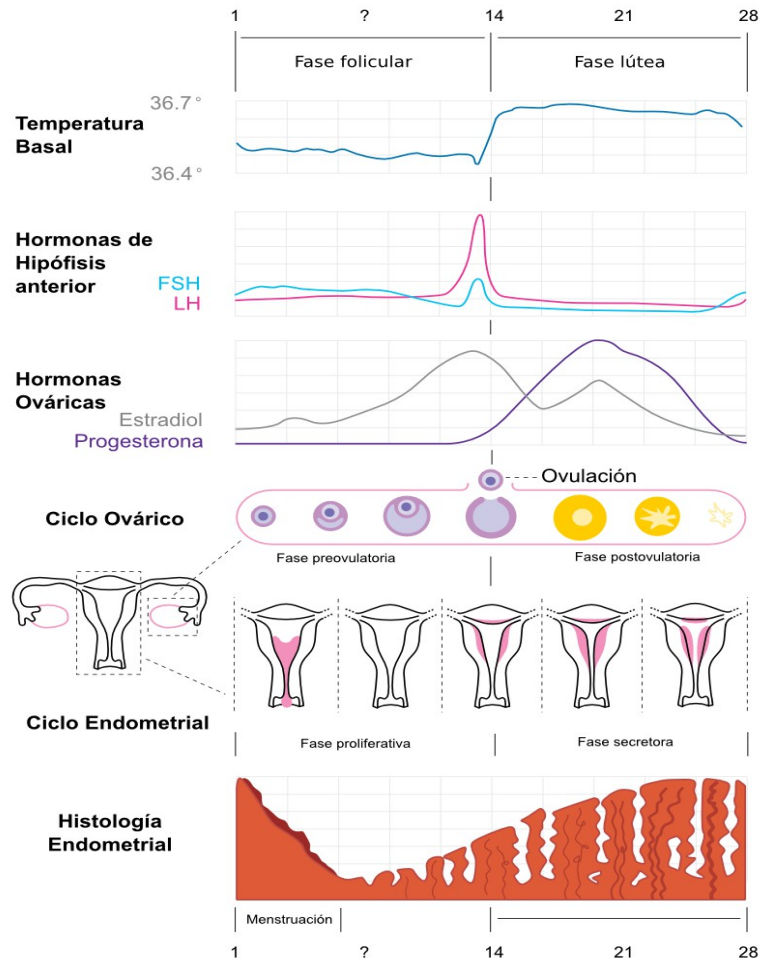 1 ? 14 21 28
Fase folicular Fase lútea
36.7 °
Temperatura
Basal
36.4 °
Hormonas de
Hipófisis
anterior
FSH
LH
Hormonas
Ováricas
Estradiol
Progesterona
Ovulación
Ciclo Ovárico
Fase preovulatoria Fase postovulatoria
Ciclo Endometrial
Fase proliferativa Fase secretora
Histología
Endometrial
Menstruación
1 ? 14 21 28